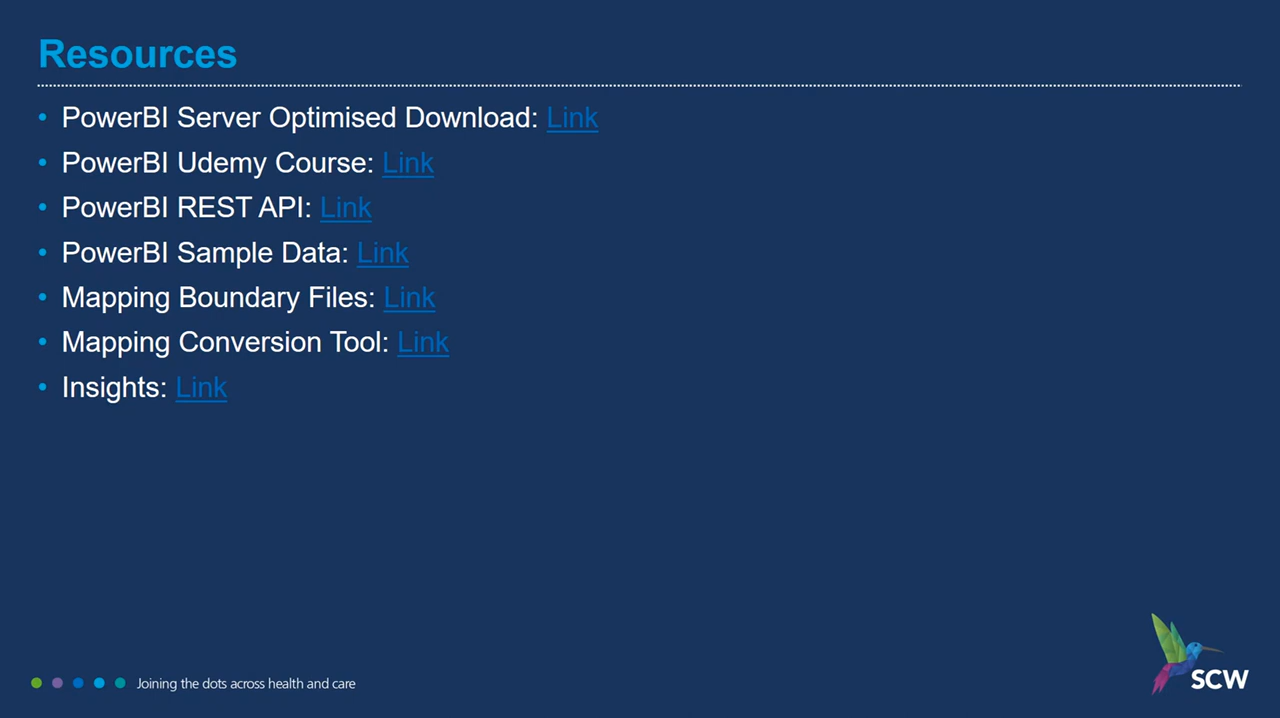 Resources
• PowerBI Server Optimised Download: Link
• PowerBI Udemy Course: Link
• PowerBI REST API: Link
• PowerBI Sample Data: Link
• Mapping Boundary Files: Link
• Mapping Conversion Tool: Link
• Insights: Link
Joining the dots across health and care
SCW